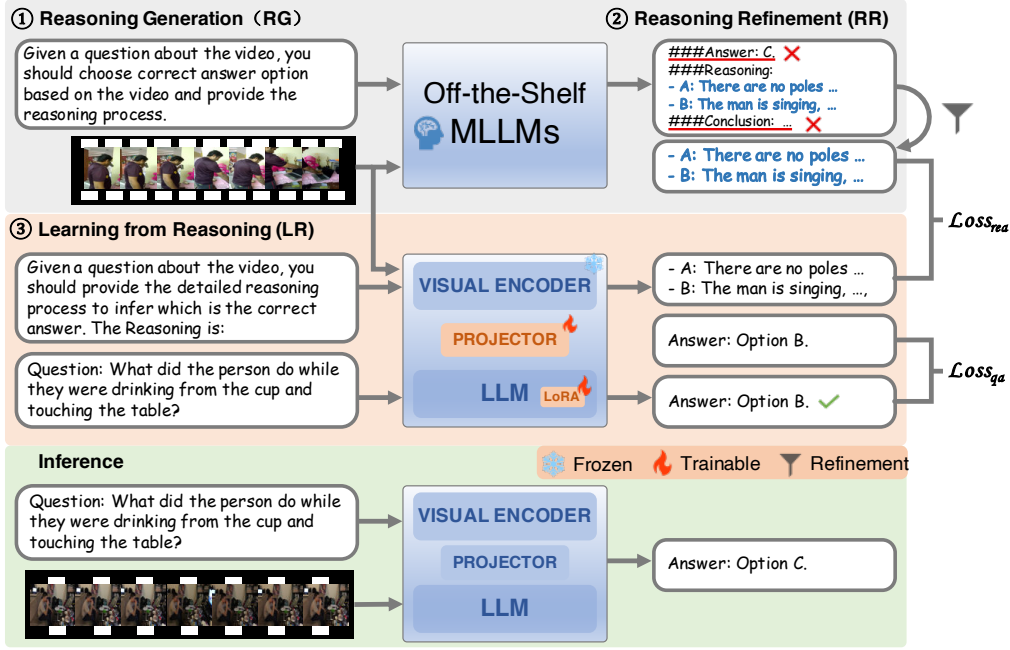 ① Reasoning Generation（RG）
② Reasoning Refinement (RR)
Given a question about the video, you
should choose correct answer option
based on the video and provide the
reasoning process.
Off-the-Shelf
MLLMs
###Answer: C.
###Reasoning:
- A: There are no poles ...
- B: The man is singing, ...
###Conclusion: ...
- A: There are no poles ...
- B: The man is singing, ...
Loss_rea
③ Learning from Reasoning (LR)
Given a question about the video, you
should provide the detailed reasoning
process to infer which is the correct
answer. The Reasoning is:
Question: What did the person do while
they were drinking from the cup and
touching the table?
VISUAL ENCODER
PROJECTOR
LLM
LoRA
- A: There are no poles ...
- B: The man is singing, ...,
Answer: Option B.
Answer: Option B.
Loss_qa
Inference
Frozen
Trainable
Refinement
Question: What did the person do while
they were drinking from the cup and
touching the table?
VISUAL ENCODER
PROJECTOR
LLM
Answer: Option C.